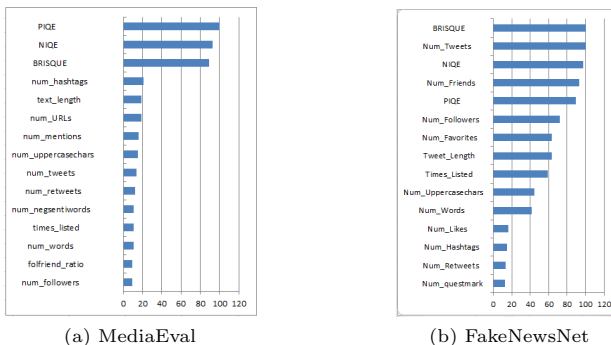 PIQE
NIQE
BRISQUE
num_hashtags
text_length
num_URLs
num_mentions
num_uppercasechars
num_tweets
num_retweets
num_negsentiwords
times_listed
num_words
folfriend_ratio
num_followers
0 20 40 60 80 100 120
(a) MediaEval
BRISQUE
Num_Tweets
NIQE
Num_Friends
PIQE
Num_Followers
Num_Favorites
Tweet_Length
Times_Listed
Num_Uppercasechars
Num_Words
Num_Likes
Num_Hashtags
Num_Retweets
Num_questmark
0 20 40 60 80 100 120
(b) FakeNewsNet